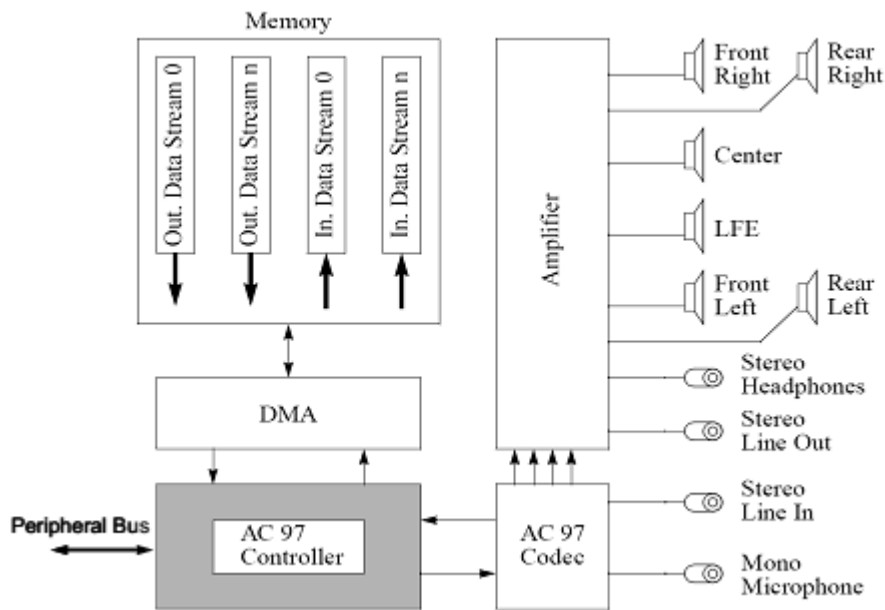 Memory
Out. Data Stream 0
Out. Data Stream n
In. Data Stream 0
In. Data Stream n
DMA
Peripheral Bus
AC 97
Controller
AC 97
Codec
Amplifier
Front
Right
Rear
Right
Center
LFE
Front
Left
Rear
Left
Stereo
Headphones
Stereo
Line Out
Stereo
Line In
Mono
Microphone